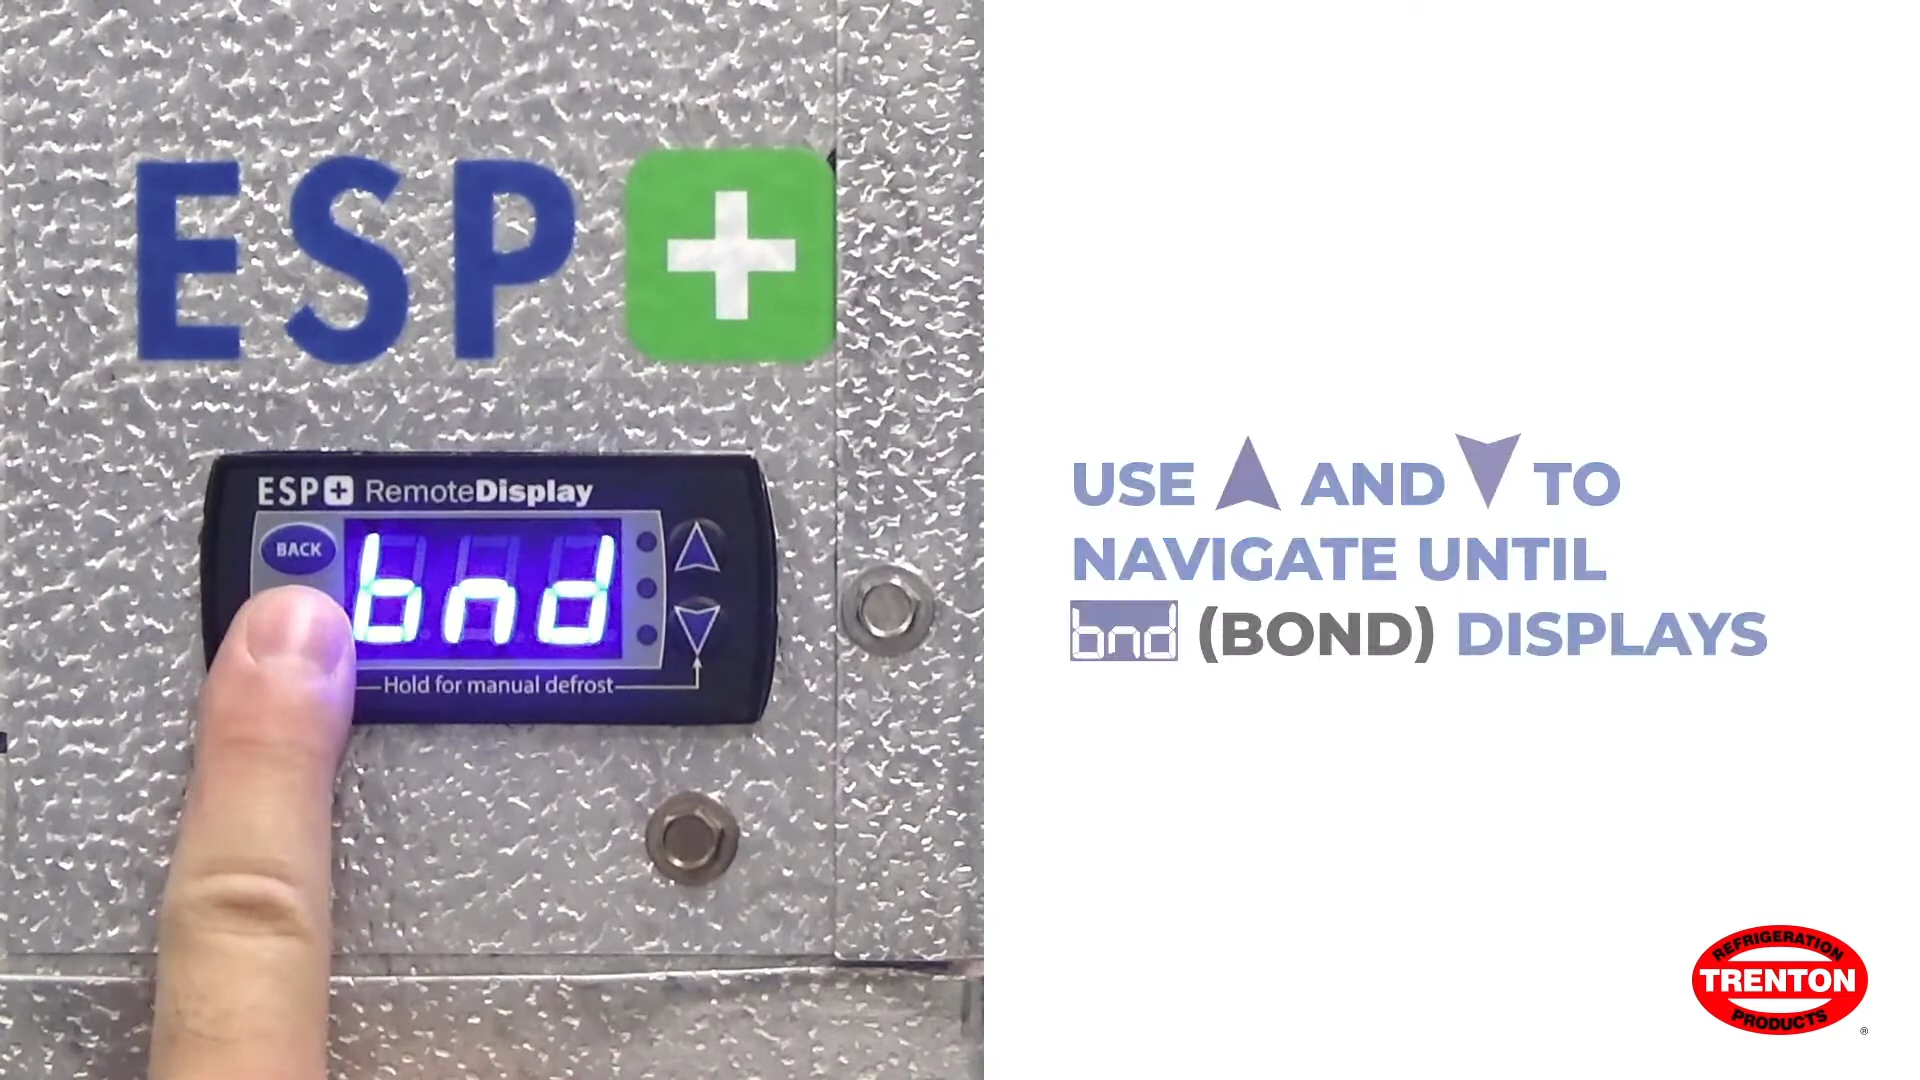 ESP+
ESP+ RemoteDisplay
BACK
bnd
Hold for manual defrost
USE ▲ AND ▼ TO
NAVIGATE UNTIL
bnd (BOND) DISPLAYS
REFRIGERATION
TRENTON
PRODUCTS
®